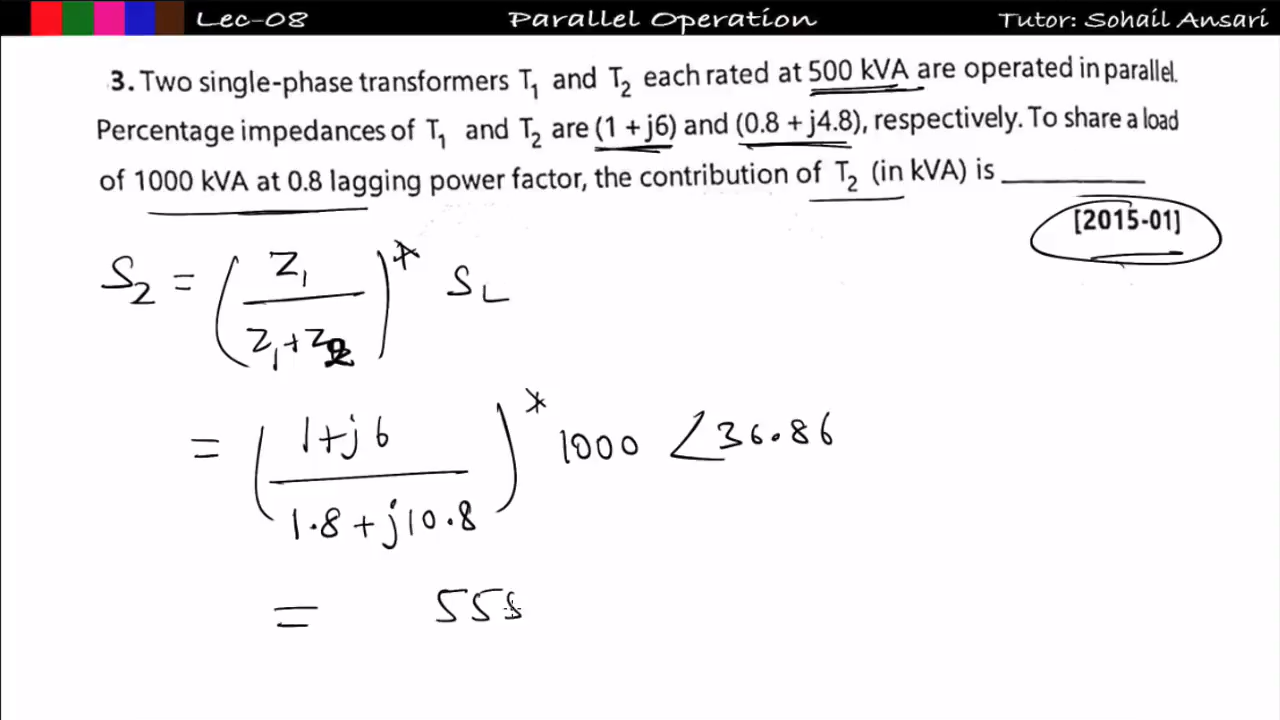 Lec-08 Parallel Operation Tutor: Sohail Ansari
3. Two single-phase transformers T₁ and T₂ each rated at 500 kVA are operated in parallel.
Percentage impedances of T₁ and T₂ are (1 + j6) and (0.8 + j4.8), respectively. To share a load
of 1000 kVA at 0.8 lagging power factor, the contribution of T₂ (in kVA) is ________
[2015-01]
S₂ = (Z₁ / (Z₁+Z₂))* S_L
= ((1+j6) / (1.8+j10.8))* 1000 ∠36.86
= 555